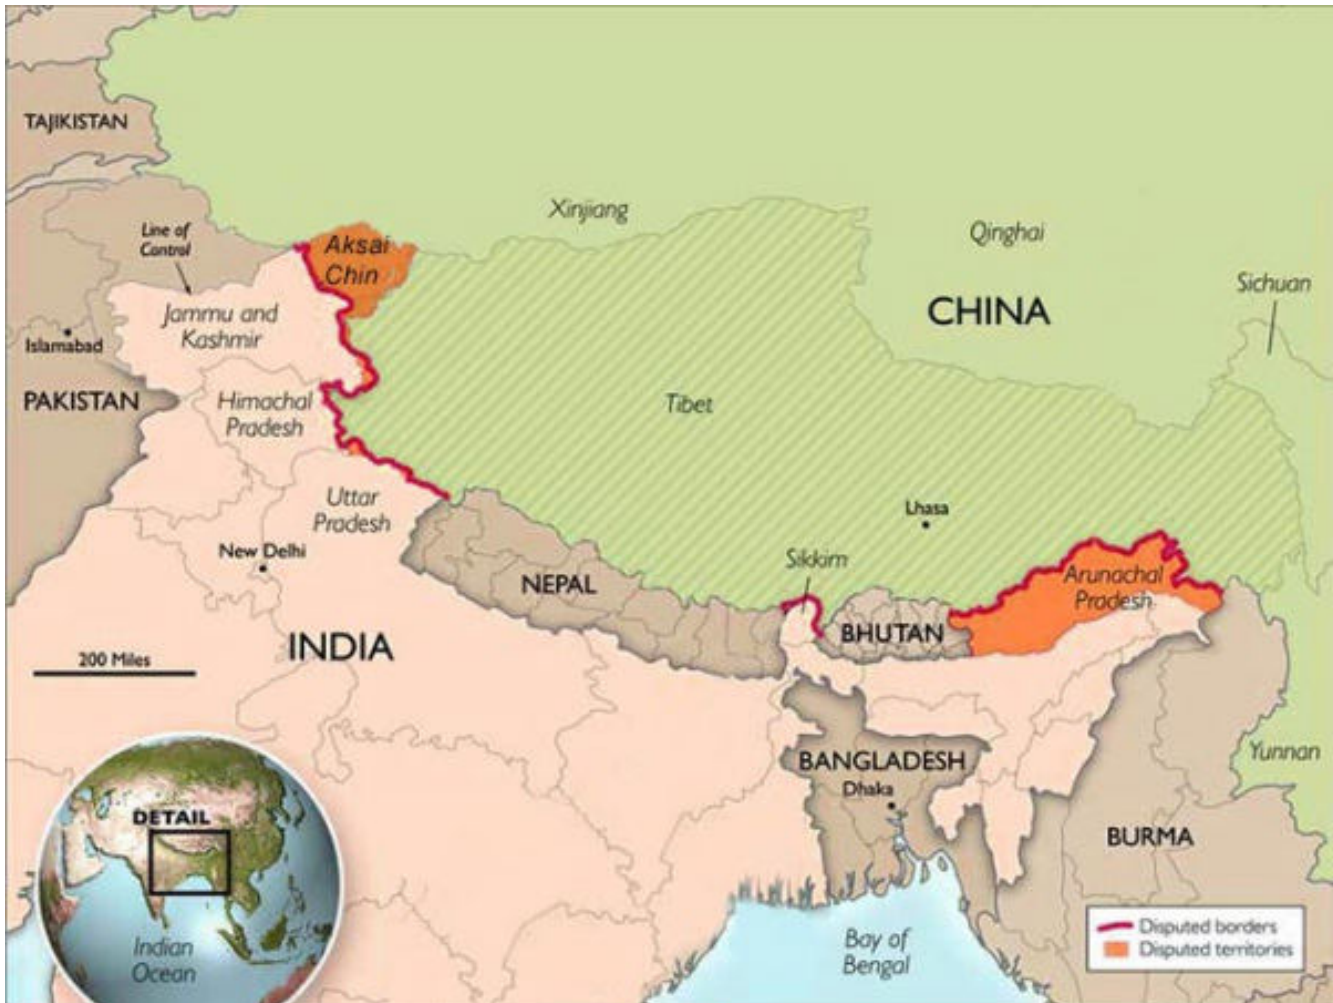 TAJIKISTAN
Xinjiang
Qinghai
Line of
Control
Aksai
Chin
Sichuan
CHINA
Jammu and
Kashmir
Islamabad
PAKISTAN
Himachal
Pradesh
Tibet
Uttar
Pradesh
Lhasa
New Delhi
NEPAL
Sikkim
Arunachal
Pradesh
BHUTAN
INDIA
200 Miles
BANGLADESH
Dhaka
Yunnan
DETAIL
BURMA
Indian
Ocean
Bay of
Bengal
Disputed borders
Disputed territories